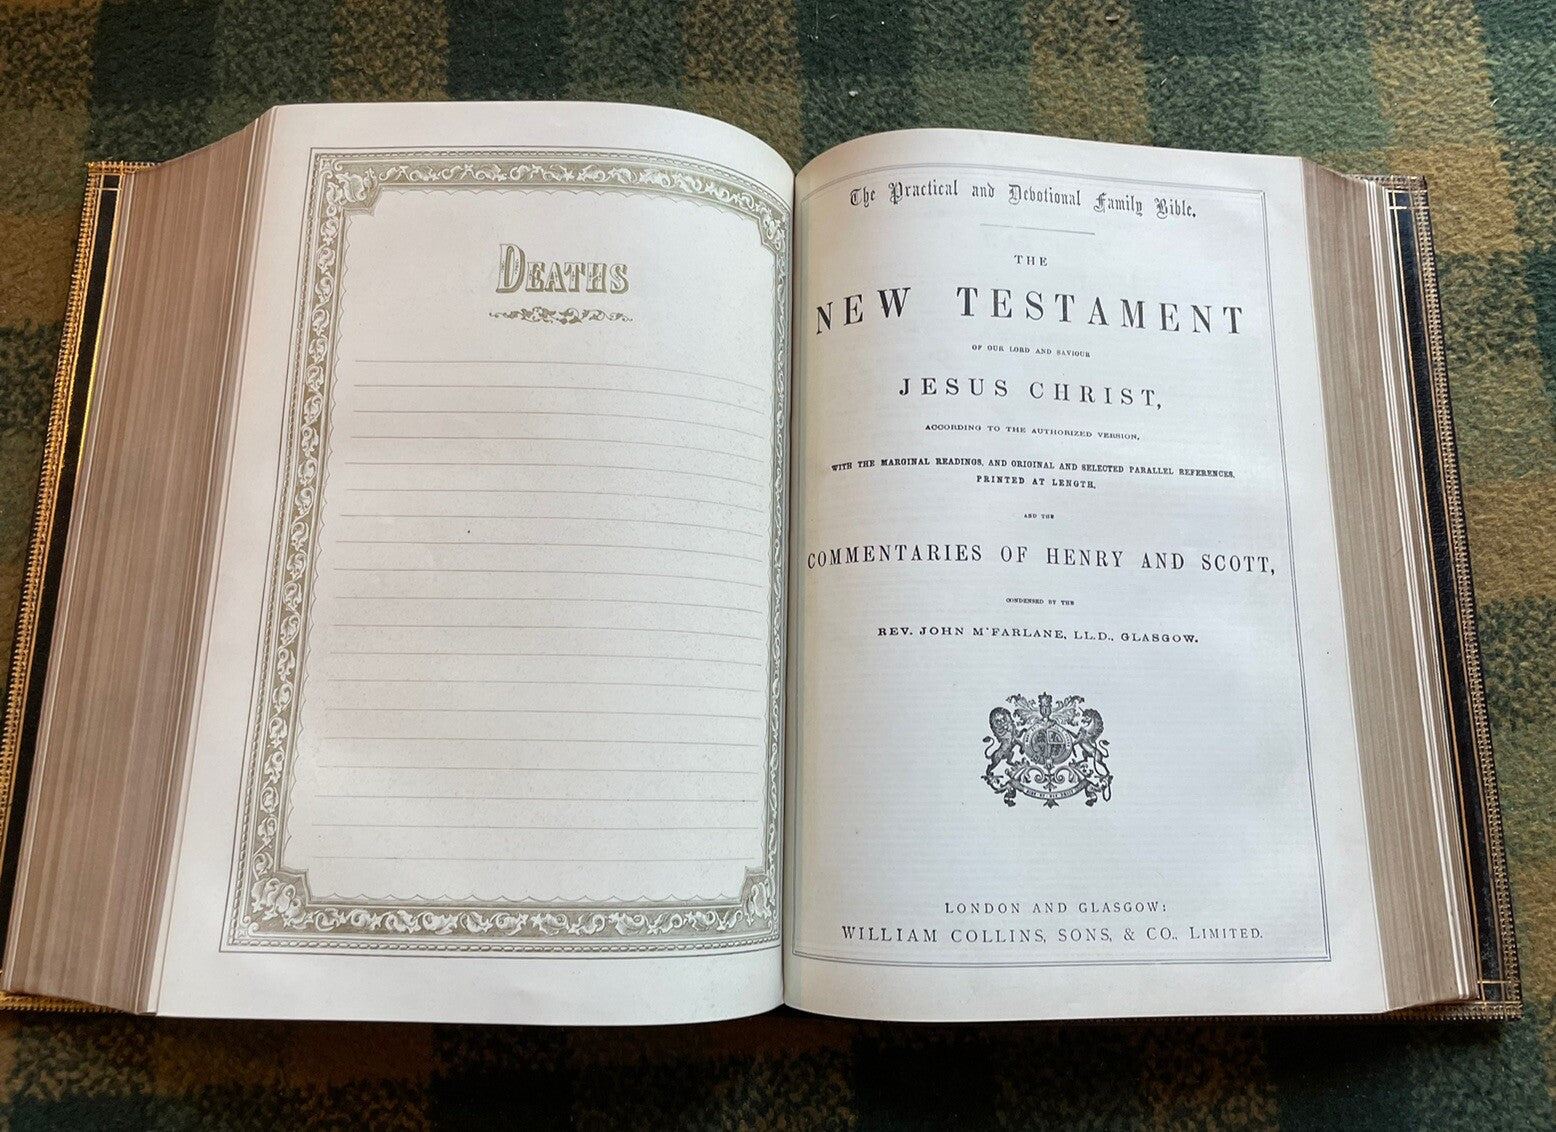 DEATHS
The Practical and Devotional Family Bible.
THE
NEW TESTAMENT
OF OUR LORD AND SAVIOUR
JESUS CHRIST,
ACCORDING TO THE AUTHORIZED VERSION,
WITH THE MARGINAL READINGS, AND ORIGINAL AND SELECTED PARALLEL REFERENCES,
PRINTED AT LENGTH,
AND THE
COMMENTARIES OF HENRY AND SCOTT,
CONDENSED BY THE
REV. JOHN M‘FARLANE, LL.D., GLASGOW.
LONDON AND GLASGOW:
WILLIAM COLLINS, SONS, & CO., LIMITED.